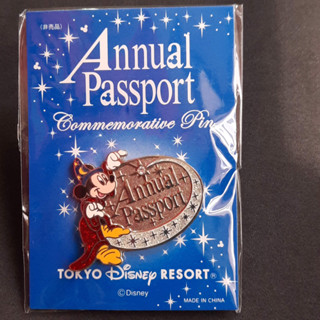 （非売品）
Annual
Passport
Commemorative Pin
Annual
Passport
TOKYO Disney RESORT®
©Disney
MADE IN CHINA